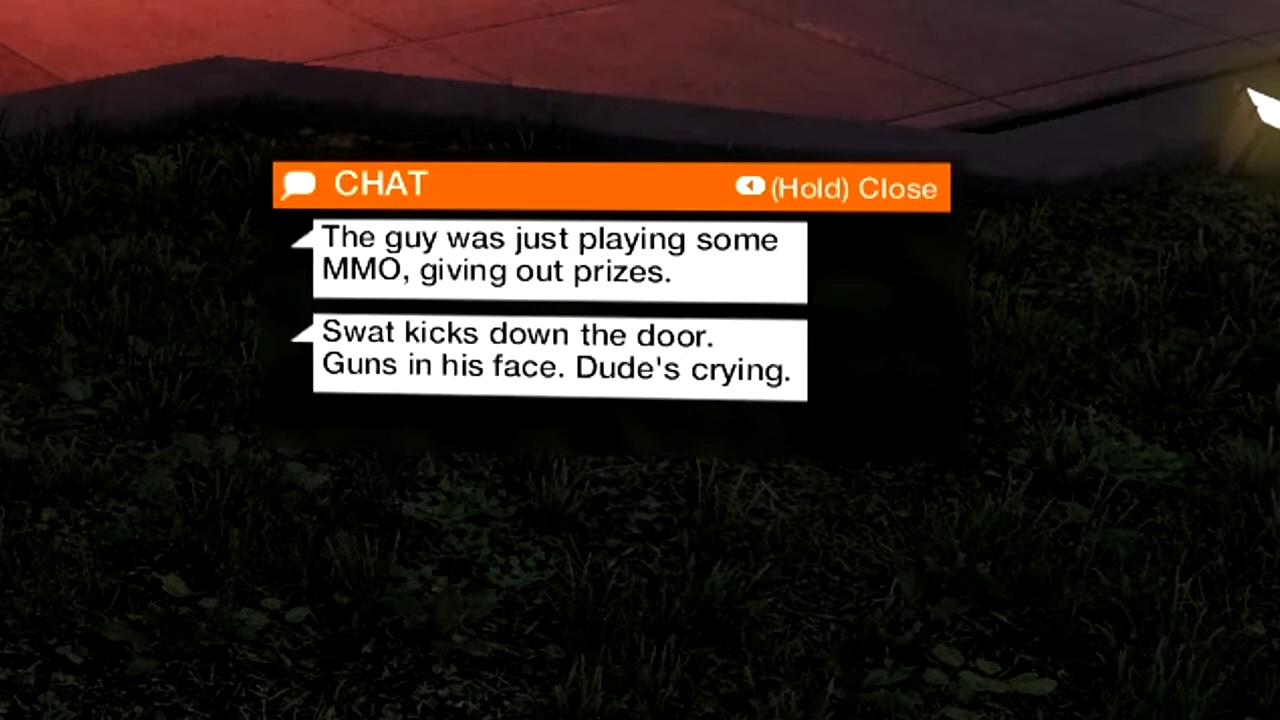 CHAT
(Hold) Close
The guy was just playing some
MMO, giving out prizes.
Swat kicks down the door.
Guns in his face. Dude's crying.